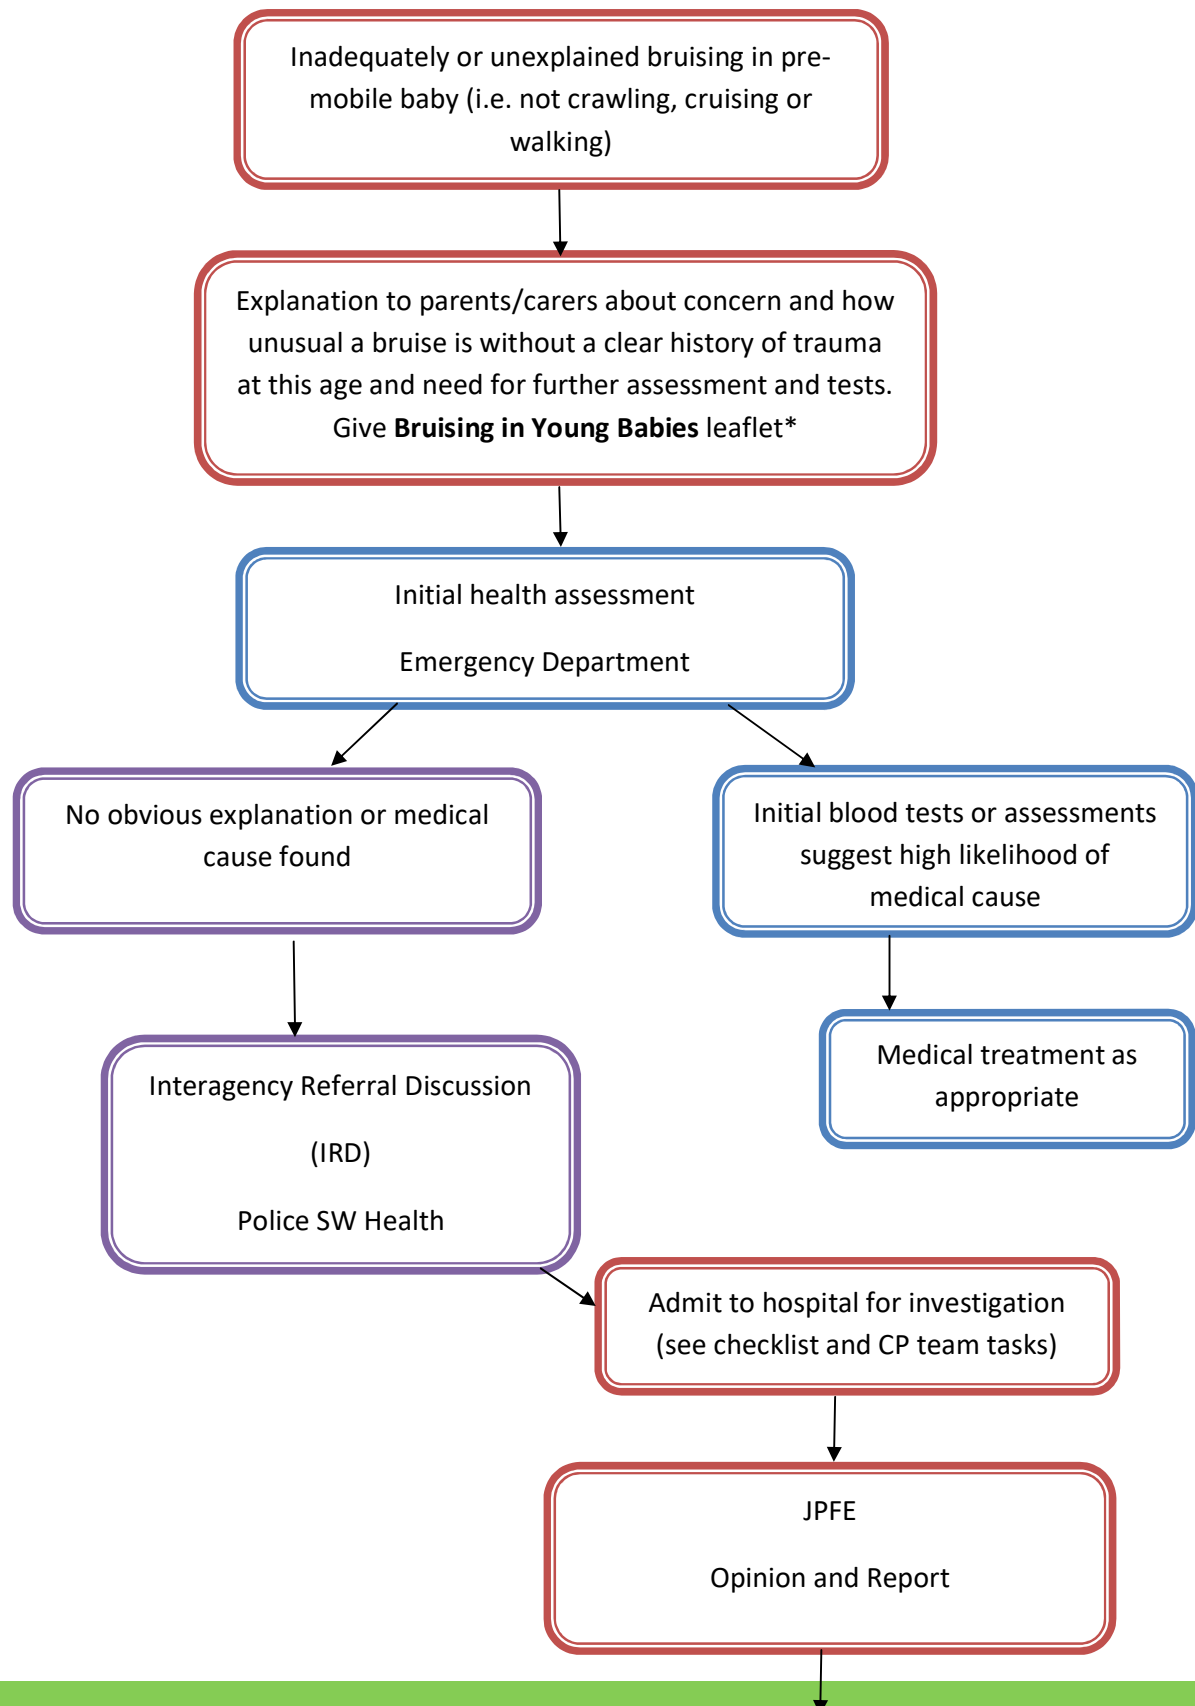 Inadequately or unexplained bruising in pre-
mobile baby (i.e. not crawling, cruising or
walking)
Explanation to parents/carers about concern and how
unusual a bruise is without a clear history of trauma
at this age and need for further assessment and tests.
Give Bruising in Young Babies leaflet*
Initial health assessment
Emergency Department
No obvious explanation or medical
cause found
Initial blood tests or assessments
suggest high likelihood of
medical cause
Medical treatment as
appropriate
Interagency Referral Discussion
(IRD)
Police SW Health
Admit to hospital for investigation
(see checklist and CP team tasks)
JPFE
Opinion and Report